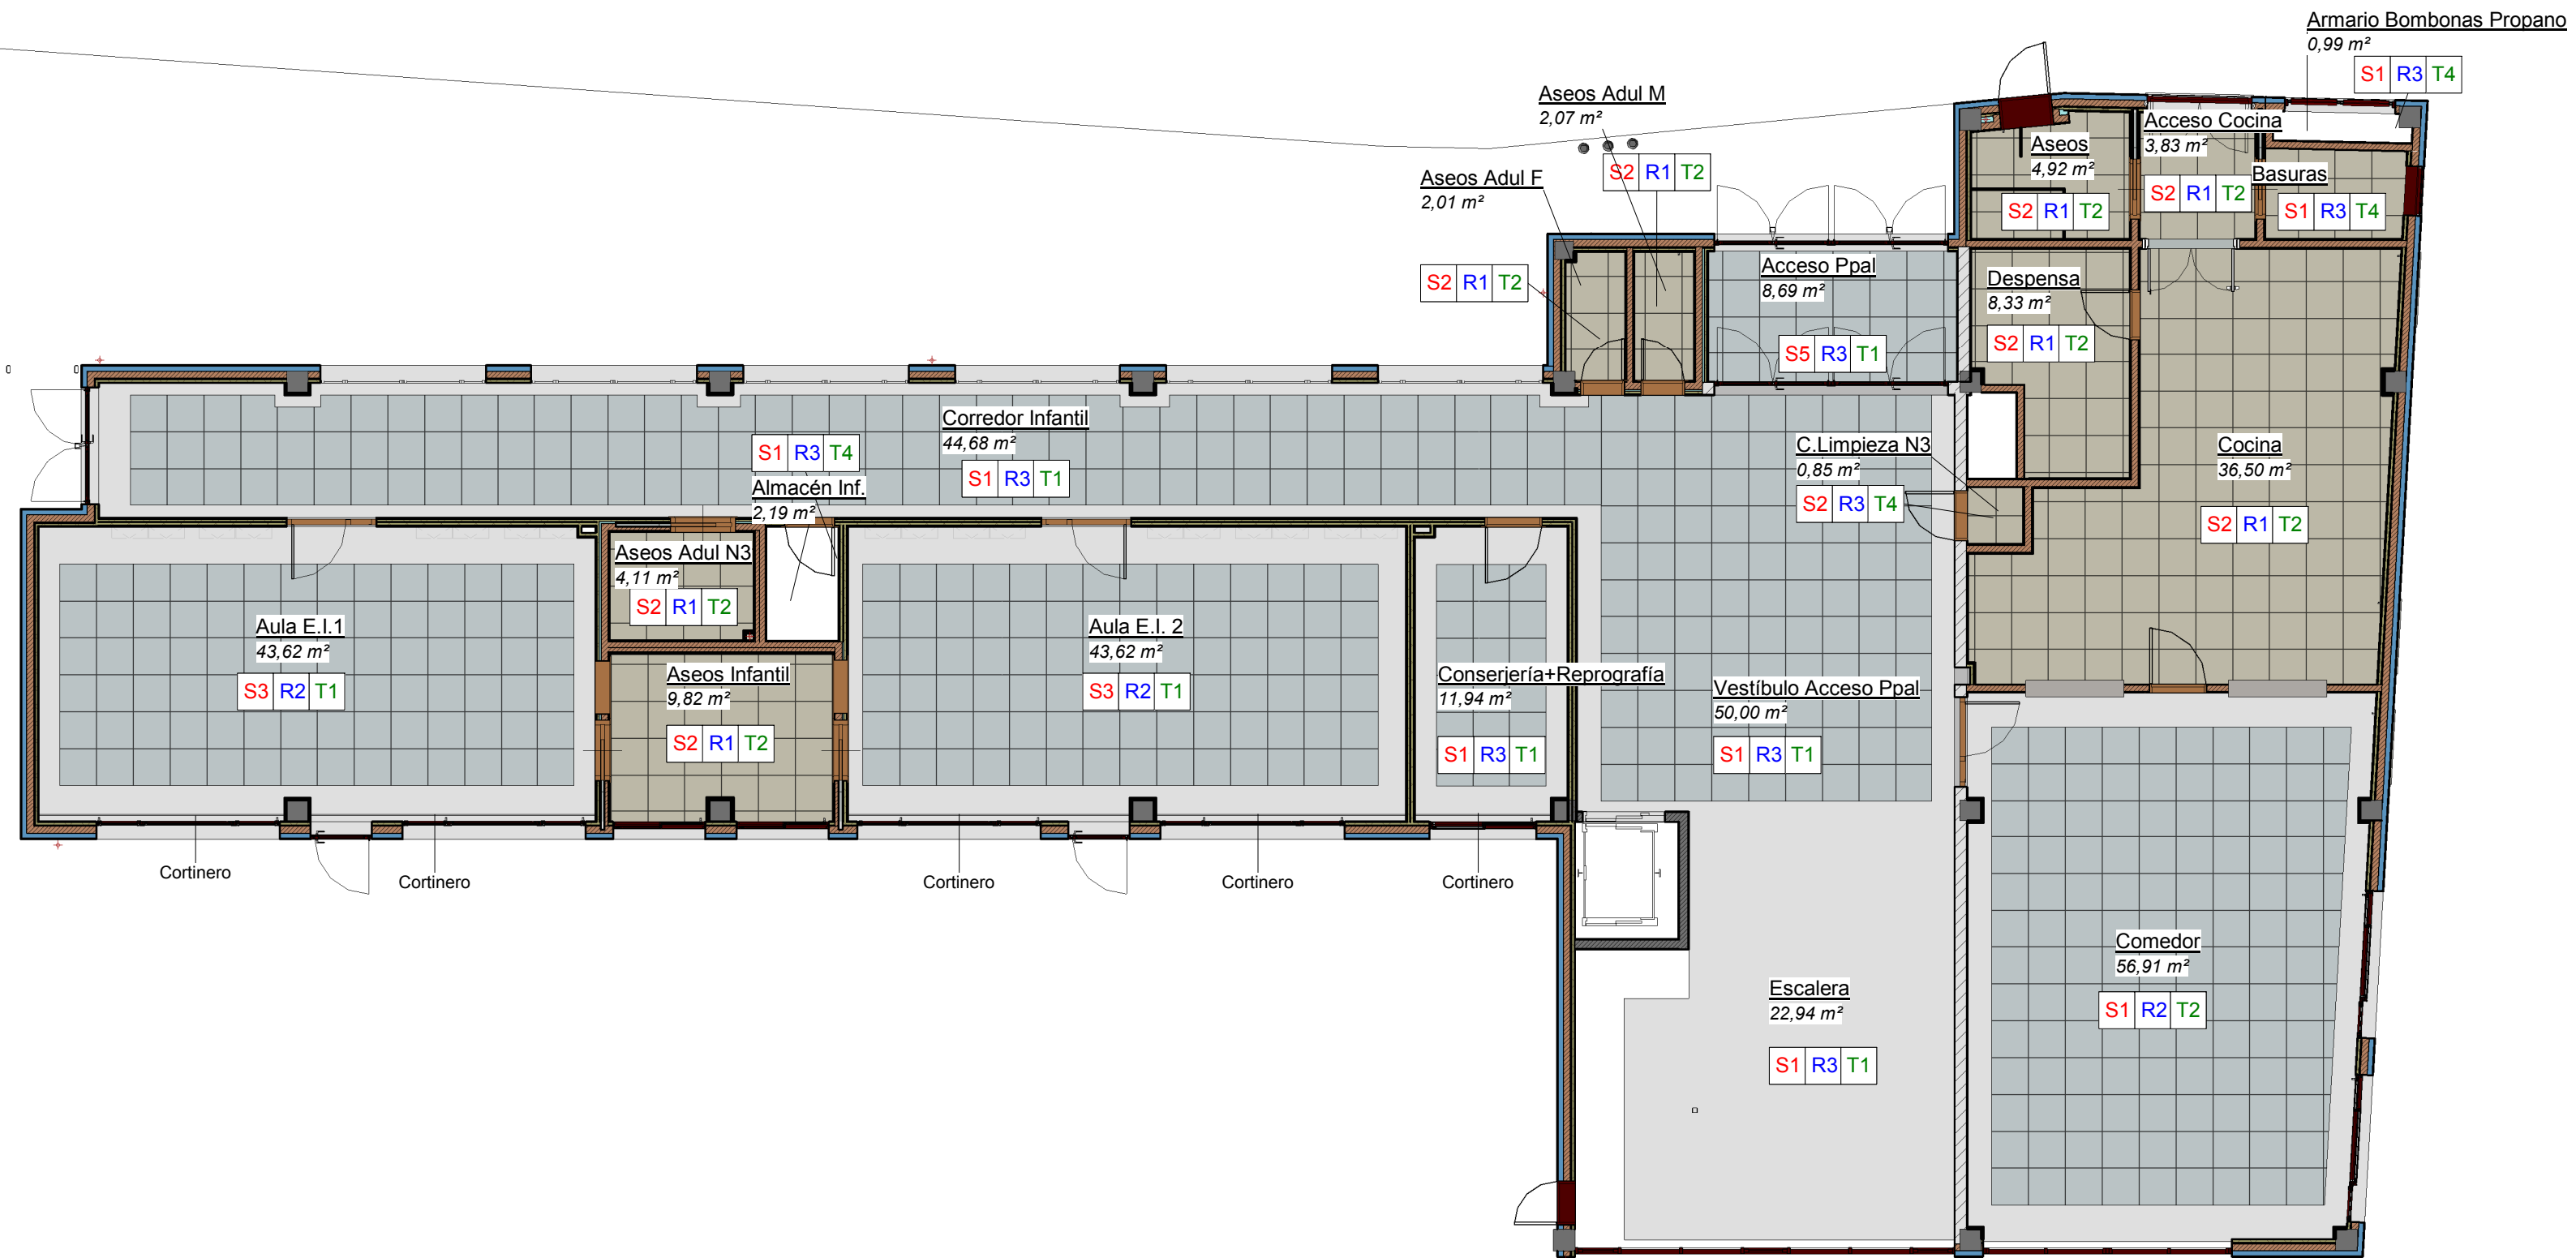 Armario Bombonas Propano
0,99 m²
S1 R3 T4
Aseos Adul M
2,07 m²
S2 R1 T2
Aseos Adul F
2,01 m²
S2 R1 T2
Aseos
4,92 m²
S2 R1 T2
Acceso Cocina
3,83 m²
S2 R1 T2
Basuras
S1 R3 T4
Acceso Ppal
8,69 m²
S5 R3 T1
Despensa
8,33 m²
S2 R1 T2
Corredor Infantil
44,68 m²
S1 R3 T1
S1 R3 T4
Almacén Inf.
2,19 m²
C.Limpieza N3
0,85 m²
S2 R3 T4
Cocina
36,50 m²
S2 R1 T2
Aseos Adul N3
4,11 m²
S2 R1 T2
Aula E.I.1
43,62 m²
S3 R2 T1
Aseos Infantil
9,82 m²
S2 R1 T2
Aula E.I. 2
43,62 m²
S3 R2 T1
Conserjería+Reprografía
11,94 m²
S1 R3 T1
Vestíbulo Acceso Ppal
50,00 m²
S1 R3 T1
Cortinero
Cortinero
Cortinero
Cortinero
Cortinero
Comedor
56,91 m²
S1 R2 T2
Escalera
22,94 m²
S1 R3 T1